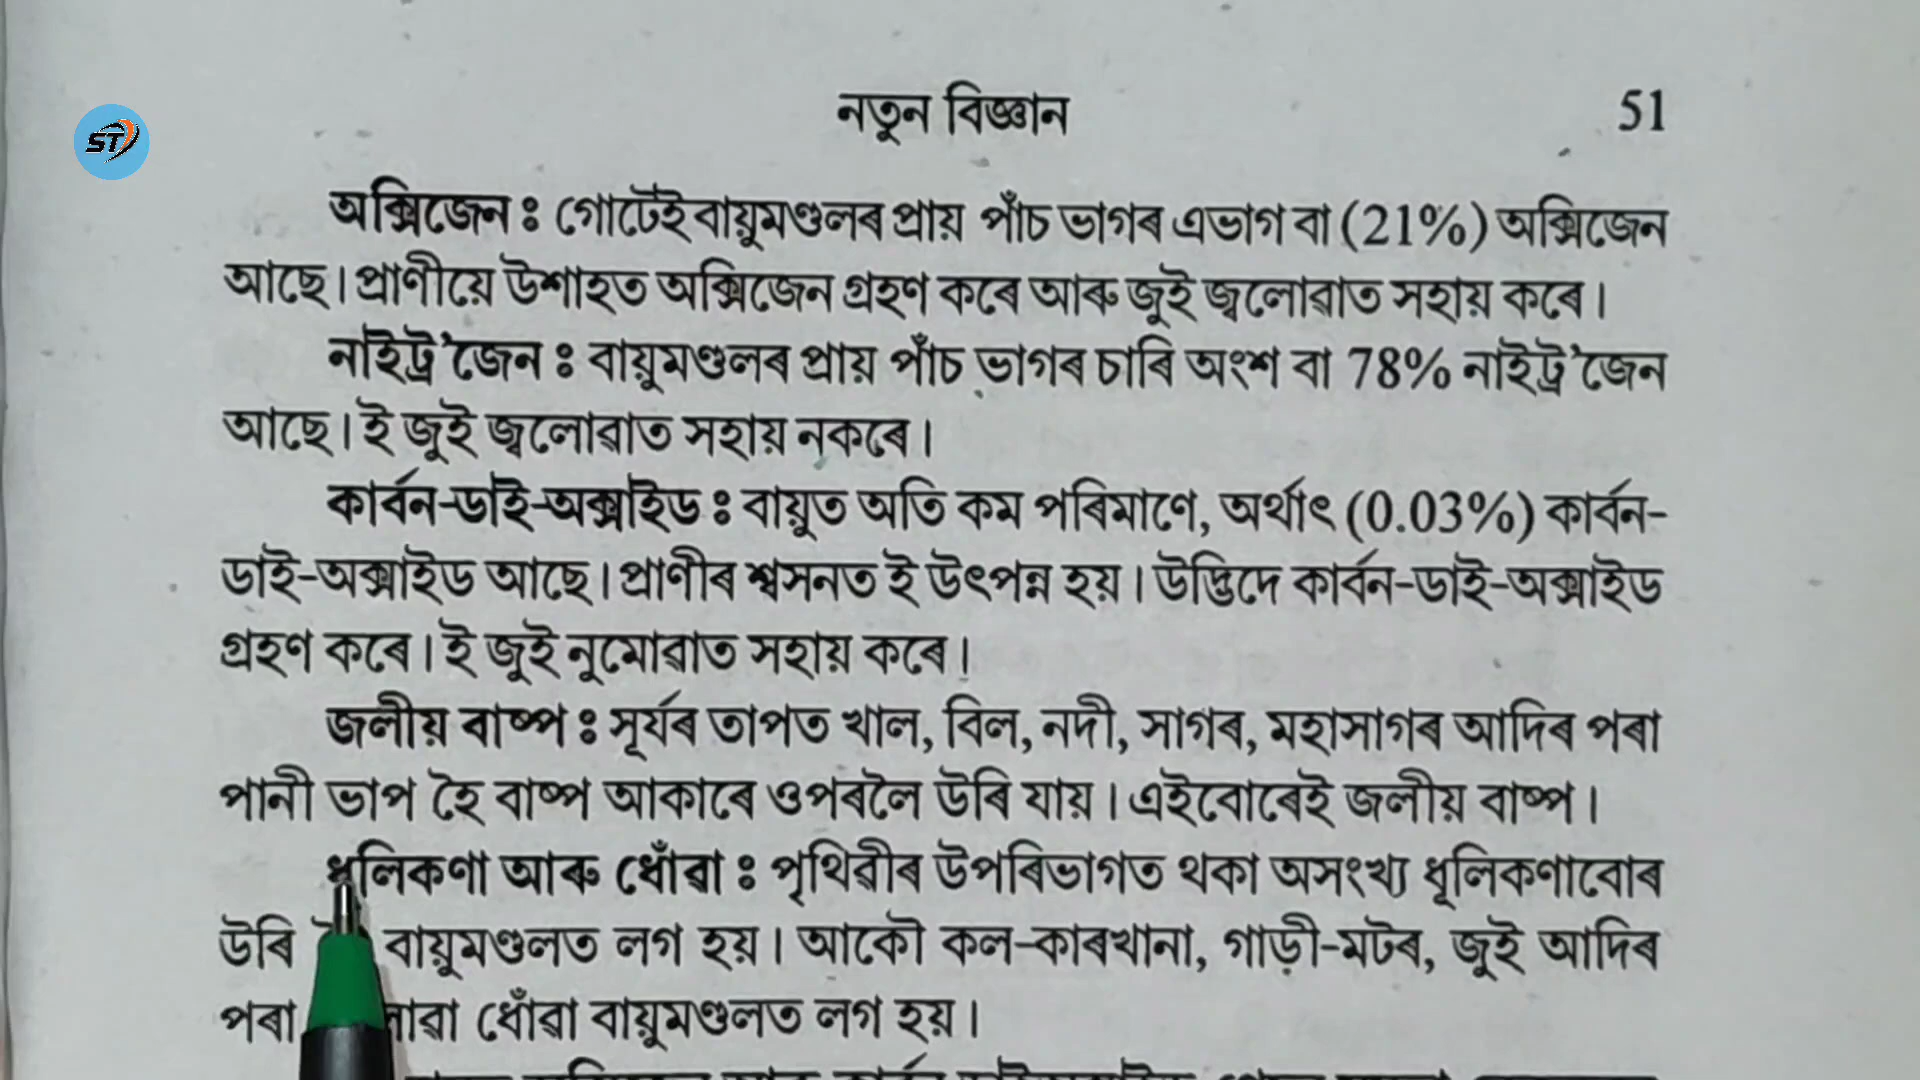 নতুন বিজ্ঞান 51
ST
অক্সিজেন ঃ গোটেই বায়ুমণ্ডলৰ প্ৰায় পাঁচ ভাগৰ এভাগ বা (21%) অক্সিজেন
আছে। প্ৰাণীয়ে উশাহত অক্সিজেন গ্ৰহণ কৰে আৰু জুই জ্বলোৱাত সহায় কৰে।
নাইট্ৰ'জেন ঃ বায়ুমণ্ডলৰ প্ৰায় পাঁচ ভাগৰ চাৰি অংশ বা 78% নাইট্ৰ'জেন
আছে। ই জুই জ্বলোৱাত সহায় নকৰে।
কাৰ্বন-ডাই-অক্সাইড ঃ বায়ুত অতি কম পৰিমাণে, অৰ্থাৎ (0.03%) কাৰ্বন-
ডাই-অক্সাইড আছে। প্ৰাণীৰ শ্বসনত ই উৎপন্ন হয়। উদ্ভিদে কাৰ্বন-ডাই-অক্সাইড
গ্ৰহণ কৰে। ই জুই নুমোৱাত সহায় কৰে।
জলীয় বাষ্প ঃ সূৰ্যৰ তাপত খাল, বিল, নদী, সাগৰ, মহাসাগৰ আদিৰ পৰা
পানী ভাপ হৈ বাষ্প আকাৰে ওপৰলৈ উৰি যায়। এইবোৰেই জলীয় বাষ্প।
ধূলিকণা আৰু ধোঁৱা ঃ পৃথিৱীৰ উপৰিভাগত থকা অসংখ্য ধূলিকণাবোৰ
উৰি বায়ুমণ্ডলত লগ হয়। আকৌ কল-কাৰখানা, গাড়ী-মটৰ, জুই আদিৰ
পৰা ধোঁৱা বায়ুমণ্ডলত লগ হয়।